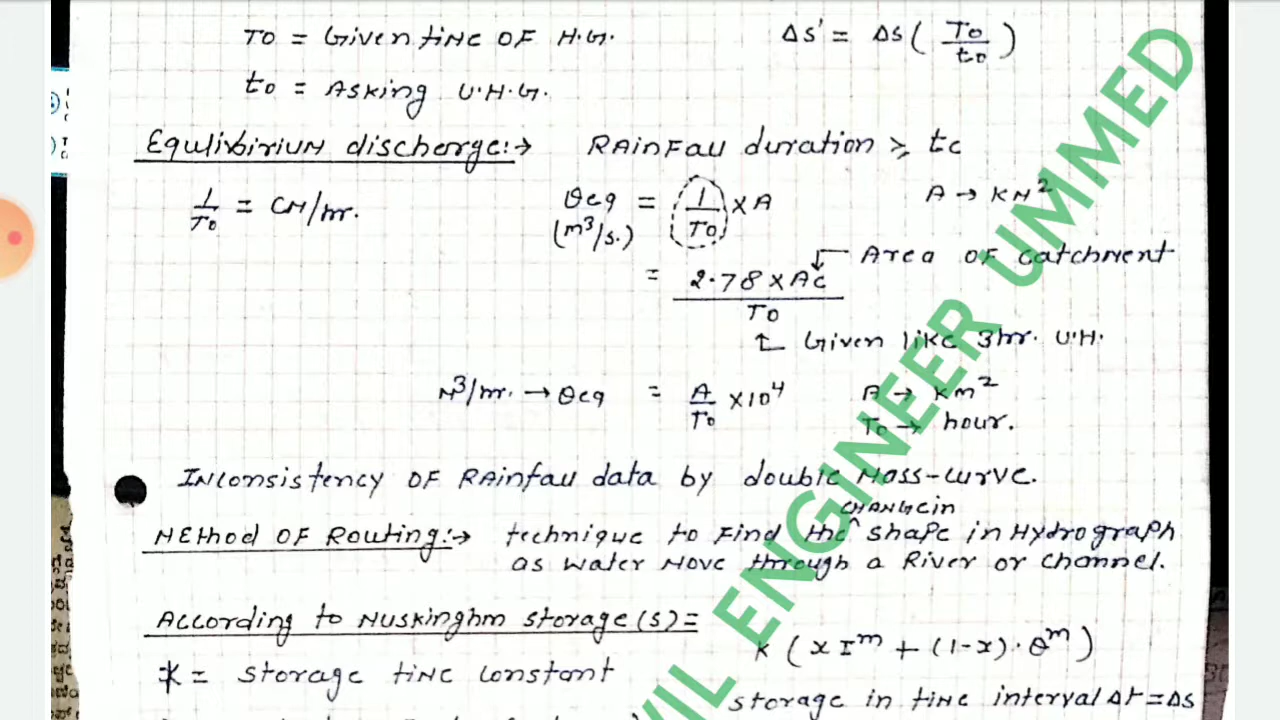 TO = Given time OF H.G.
ΔS' = ΔS ( To / to )
to = Asking U.H.G.
Equlibirium discherge:→ RAinFall duration ≥ tc
1/To = CM/hr.
Qeq (m³/s.) = 1/To × A
A → KM²
= 2.78 × Ac / To
Area OF catchment
Given like 3hr. U.H.
M³/hr. → Qeq = A/To × 10⁴
A → km²
To → hour.
Inconsistency OF RAinfall data by double Mass-curve.
CHANGE in
METhod OF Routing:→ technique to Find the ^ shape in Hydrograph
as water Move through a River or channel.
According to Muskinghm storage (s) = K ( x I^m + (1-x) · Q^m )
K = storage time constant
storage in time interval Δt = ΔS
CIVIL ENGINEER UMMED